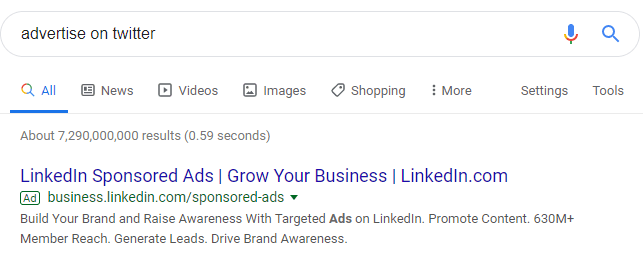 advertise on twitter
All News Videos Images Shopping More Settings Tools
About 7,290,000,000 results (0.59 seconds)
LinkedIn Sponsored Ads | Grow Your Business | LinkedIn.com
Ad business.linkedin.com/sponsored-ads
Build Your Brand and Raise Awareness With Targeted Ads on LinkedIn. Promote Content. 630M+
Member Reach. Generate Leads. Drive Brand Awareness.